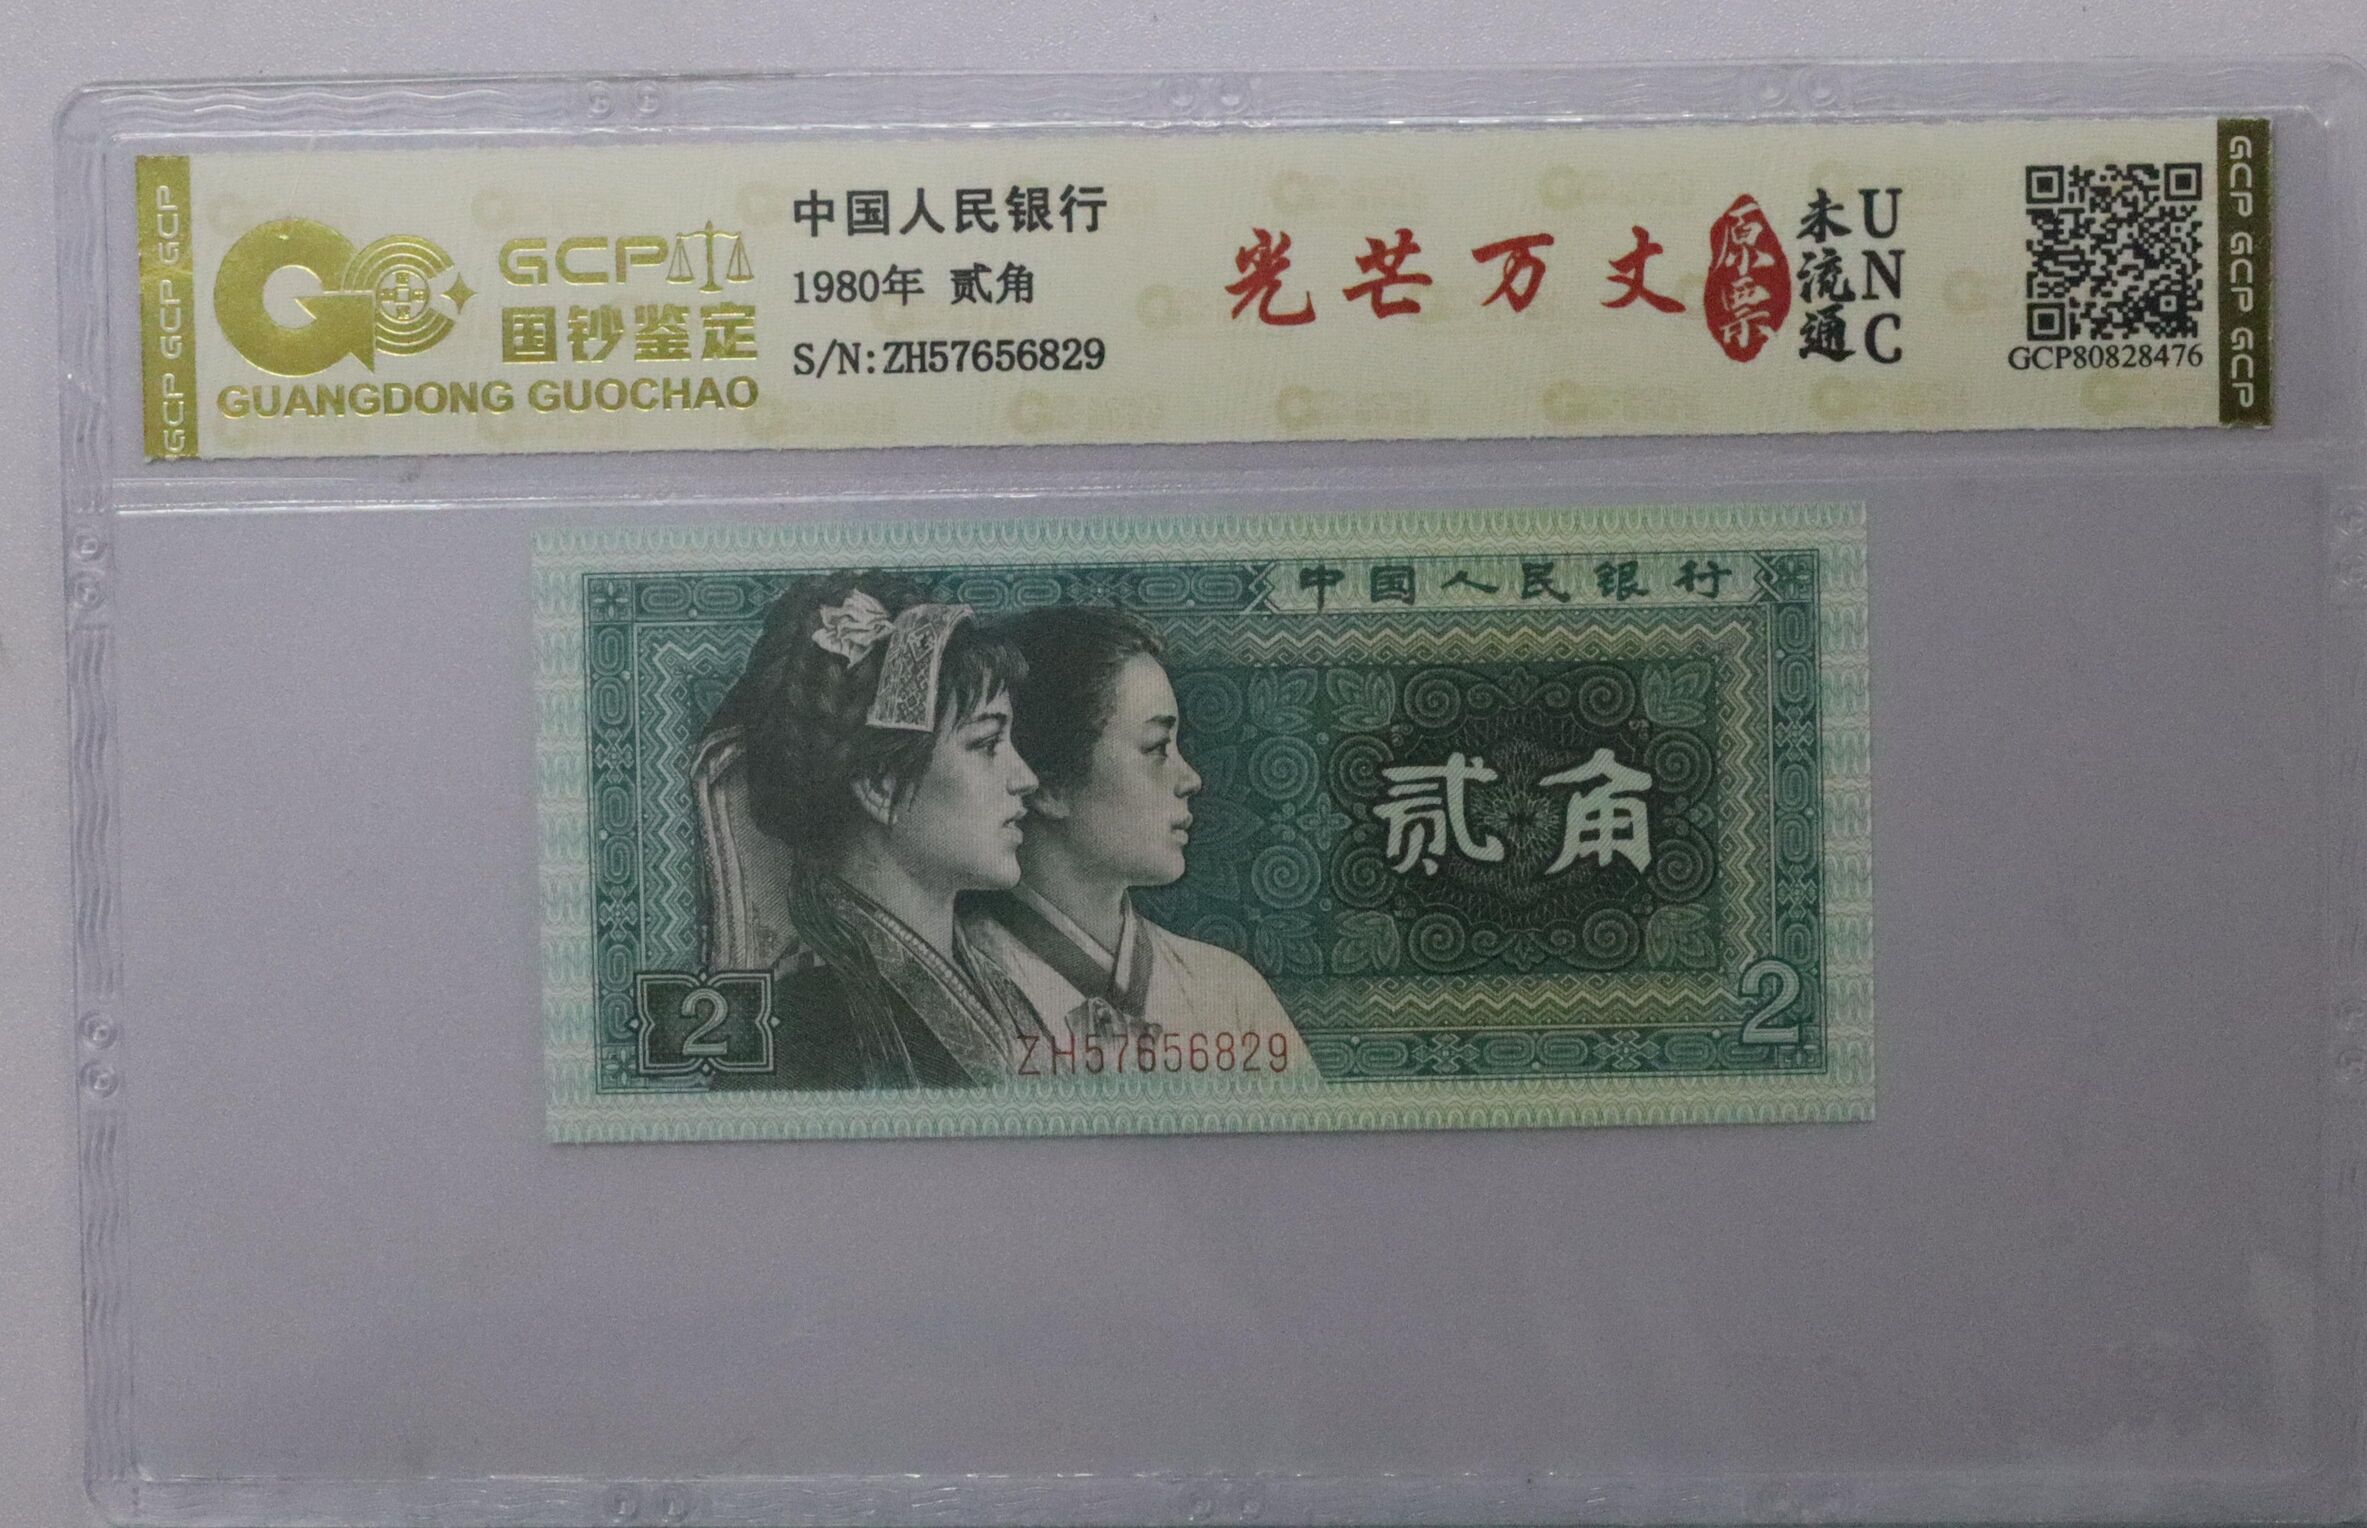 GCP GCP GCP GCP
GCP
国钞鉴定
GUANGDONG GUOCHAO
中国人民银行
1980年 贰角
S/N:ZH57656829
光芒万丈
原票
未流通
UNC
GCP80828476
GCP GCP GCP GCP
中国人民银行
贰角
2
2
ZH57656829